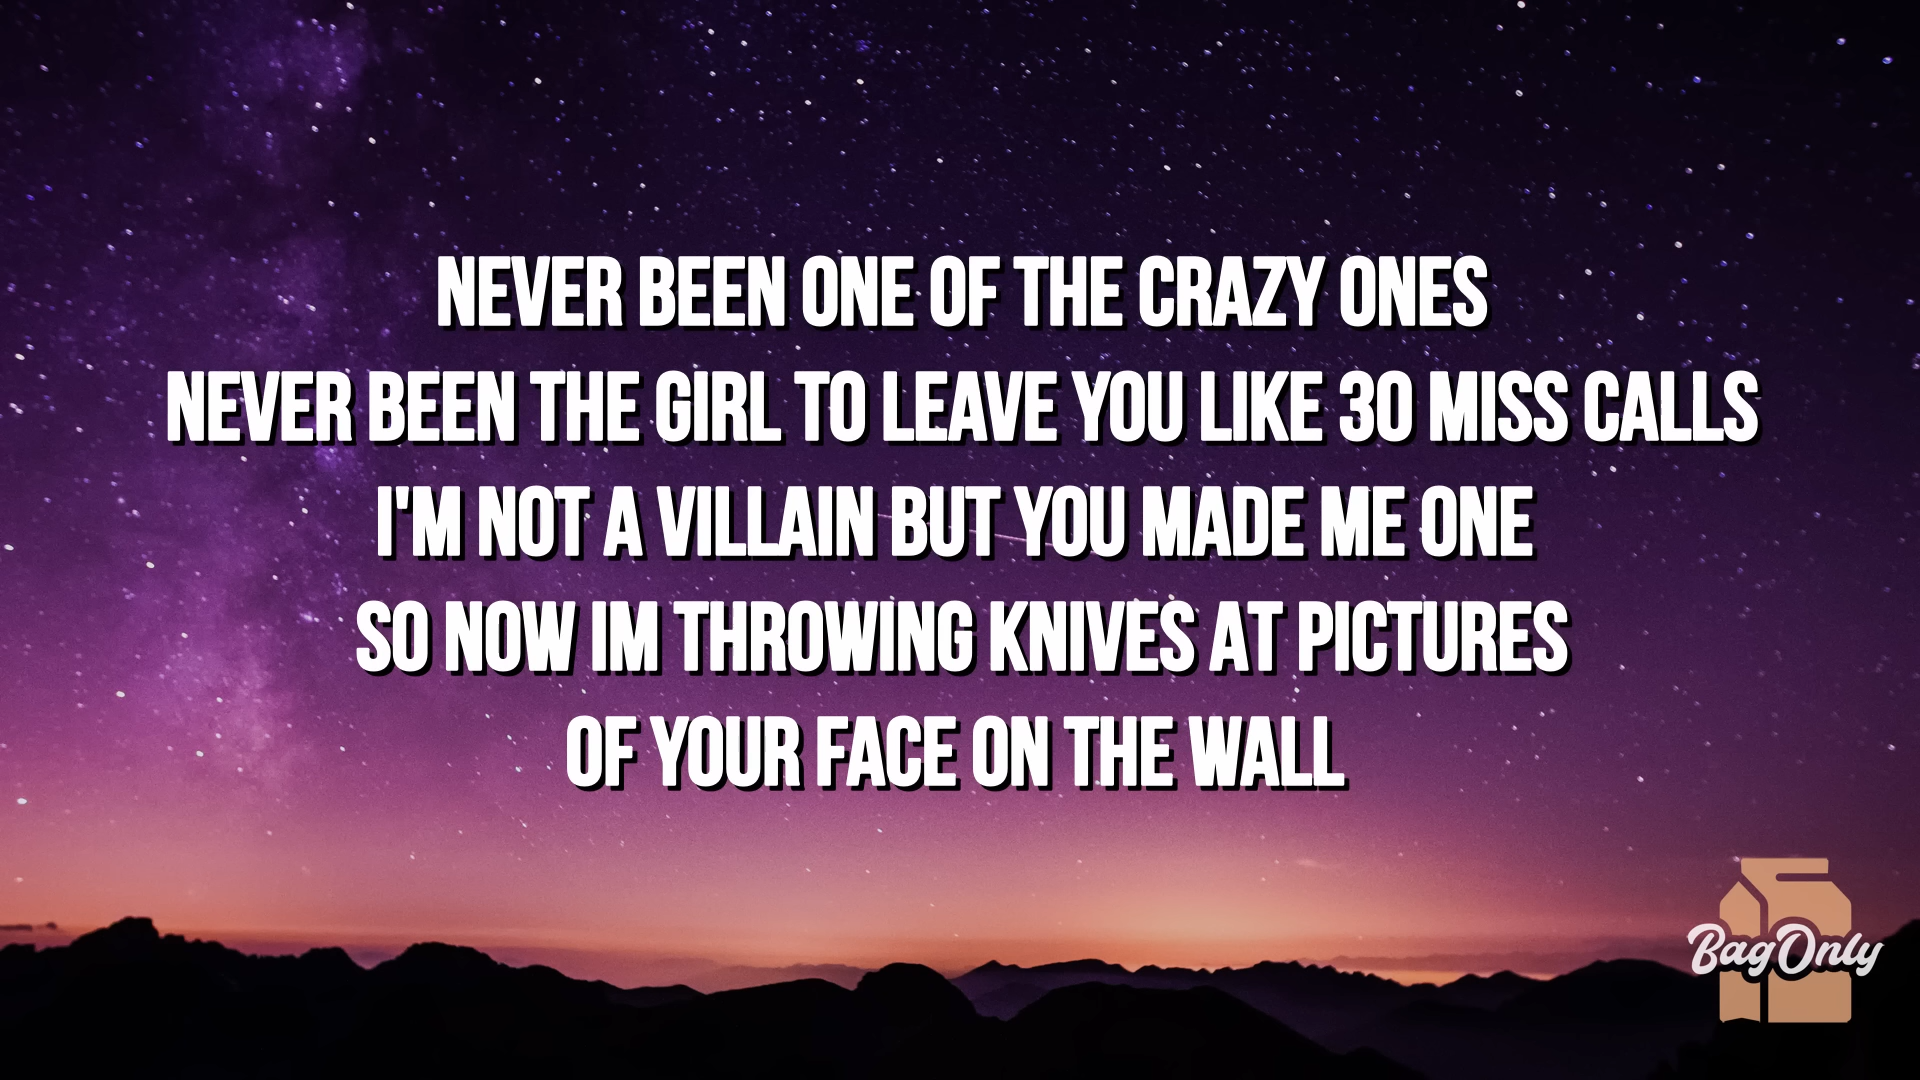 NEVER BEEN ONE OF THE CRAZY ONES
NEVER BEEN THE GIRL TO LEAVE YOU LIKE 30 MISS CALLS
I'M NOT A VILLAIN BUT YOU MADE ME ONE
SO NOW IM THROWING KNIVES AT PICTURES
OF YOUR FACE ON THE WALL
BagOnly